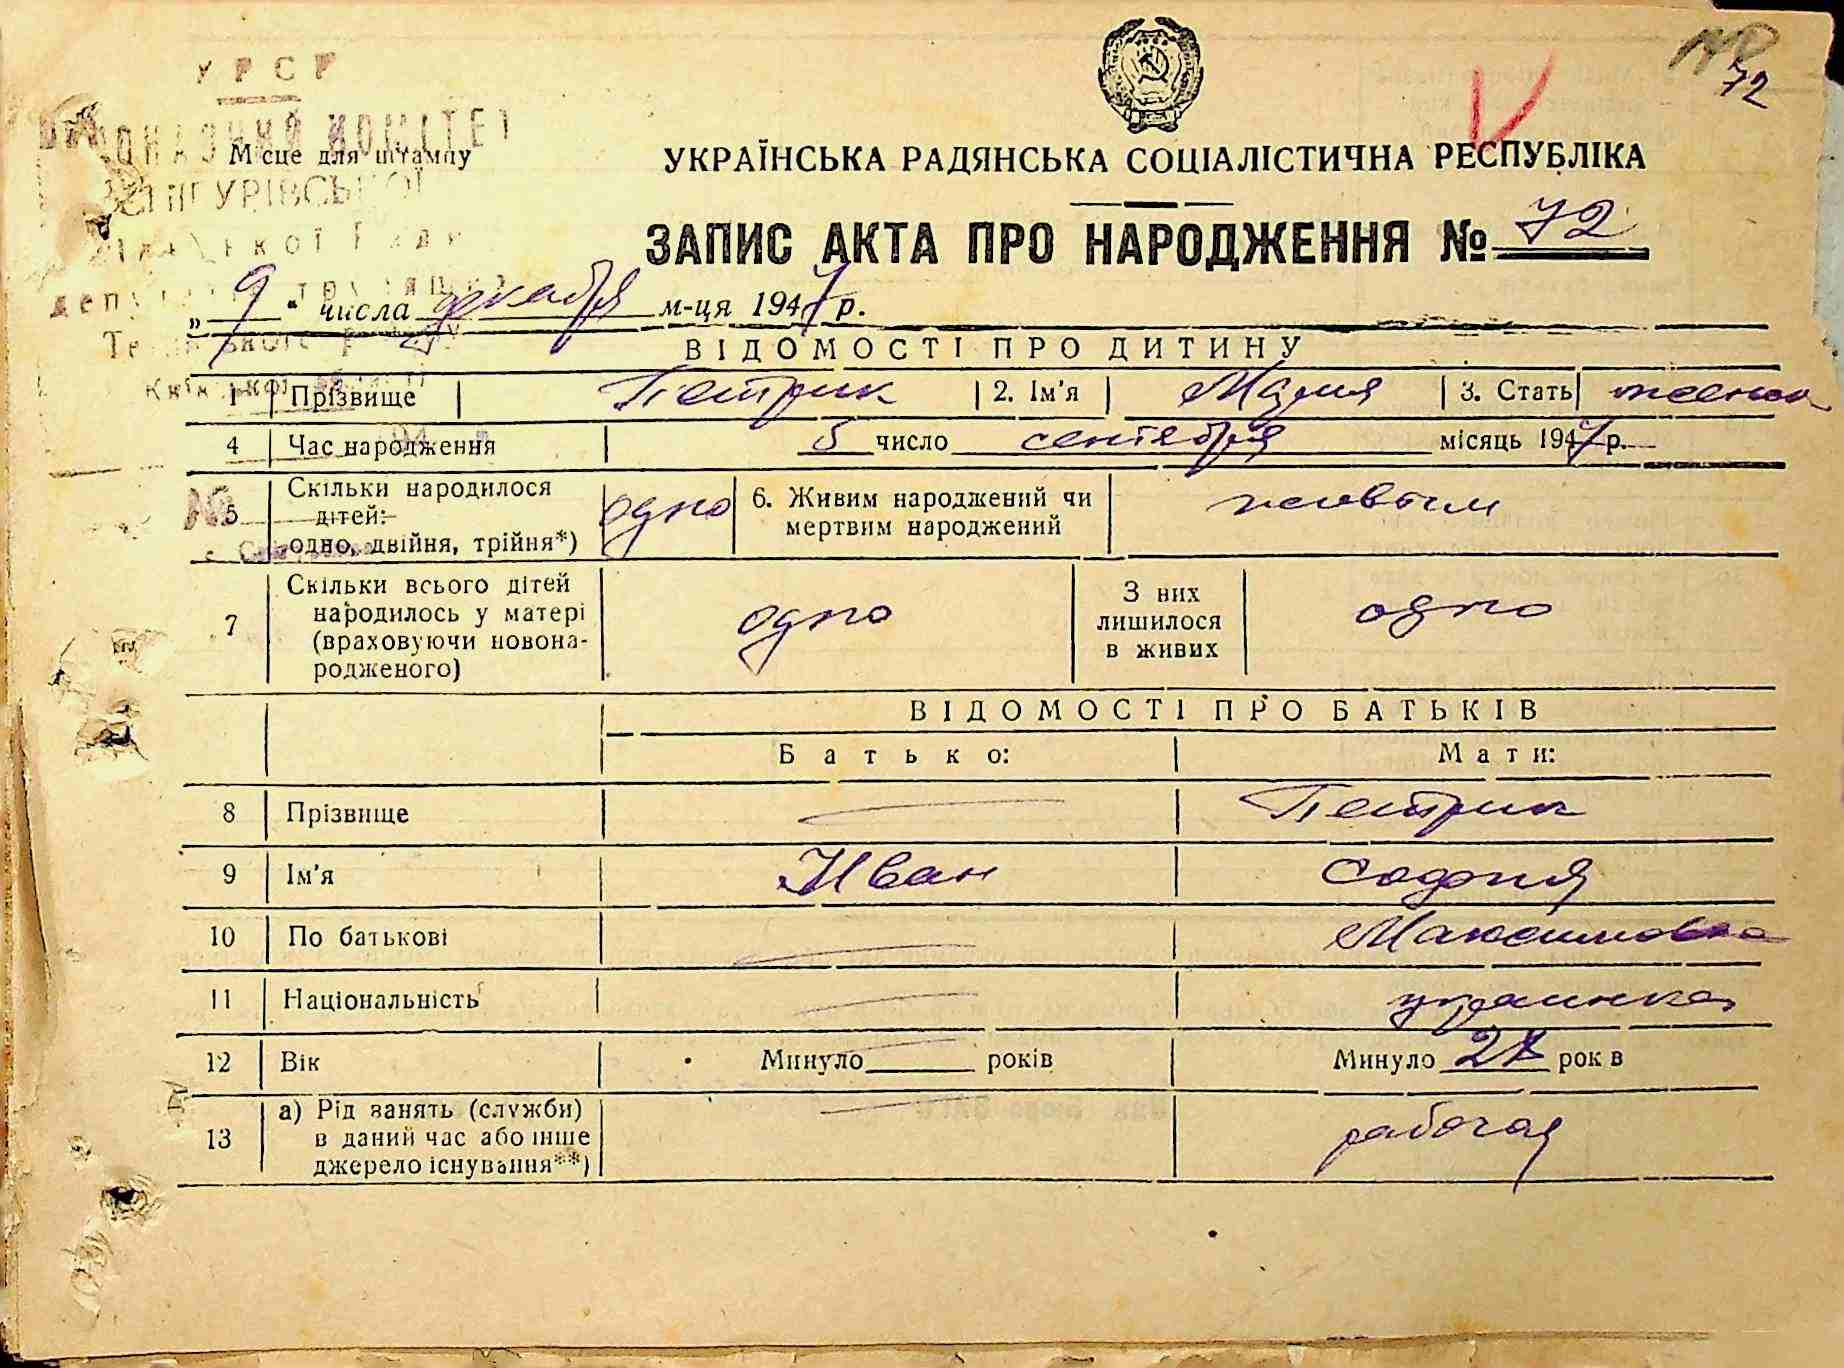 УРСР
ВИКОНАВЧИЙ КОМІТЕТ
Місце для штампу
72
УКРАЇНСЬКА РАДЯНСЬКА СОЦІАЛІСТИЧНА РЕСПУБЛІКА
ЗАПИС АКТА ПРО НАРОДЖЕННЯ № 72
„9“ числа декабря м-ця 1947 р.
ВІДОМОСТІ ПРО ДИТИНУ
1 Прізвище Петрик 2. Ім'я Мария 3. Стать женск
4 Час народження 5 число сентября місяць 1947 р.
5 Скільки народилося дітей: одно, двійня, трійня*) одно 6. Живим народжений чи мертвим народжений живым
7 Скільки всього дітей народилось у матері (враховуючи новонародженого) одно З них лишилося в живих одно
ВІДОМОСТІ ПРО БАТЬКІВ
Батько: Мати:
8 Прізвище — Петрик
9 Ім'я Иван София
10 По батькові — Максимовна
11 Національність — украинка
12 Вік Минуло — років Минуло рок в
13 а) Рід занять (служби) в даний час або інше джерело існування**) — рабочая